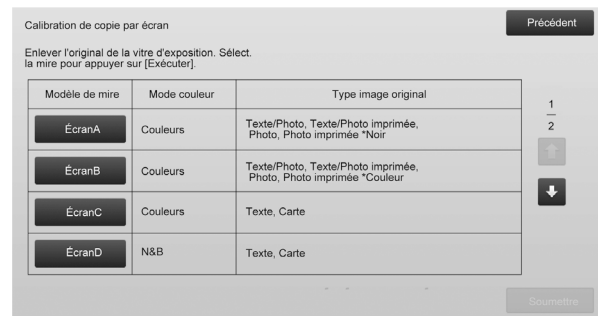 Calibration de copie par écran
Précédent
Enlever l'original de la vitre d'exposition. Sélect.
la mire pour appuyer sur [Exécuter].
Modèle de mire
Mode couleur
Type image original
ÉcranA
Couleurs
Texte/Photo, Texte/Photo imprimée,
Photo, Photo imprimée *Noir
ÉcranB
Couleurs
Texte/Photo, Texte/Photo imprimée,
Photo, Photo imprimée *Couleur
ÉcranC
Couleurs
Texte, Carte
ÉcranD
N&B
Texte, Carte
1
2
Soumettre